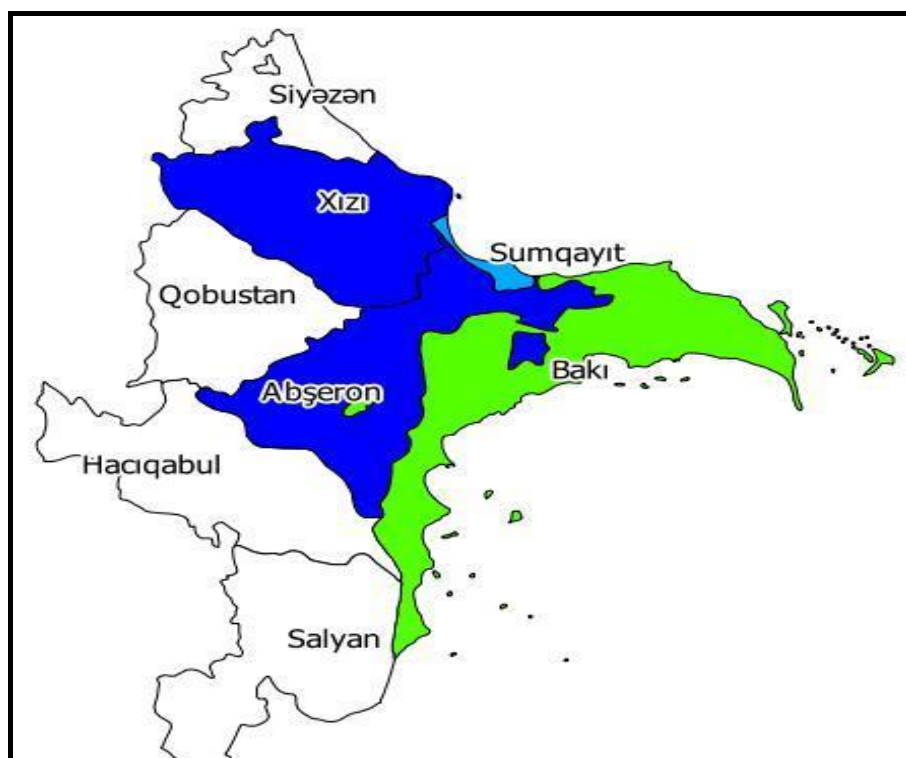 Siyəzən
Xızı
Sumqayıt
Qobustan
Bakı
Abşeron
Hacıqabul
Salyan